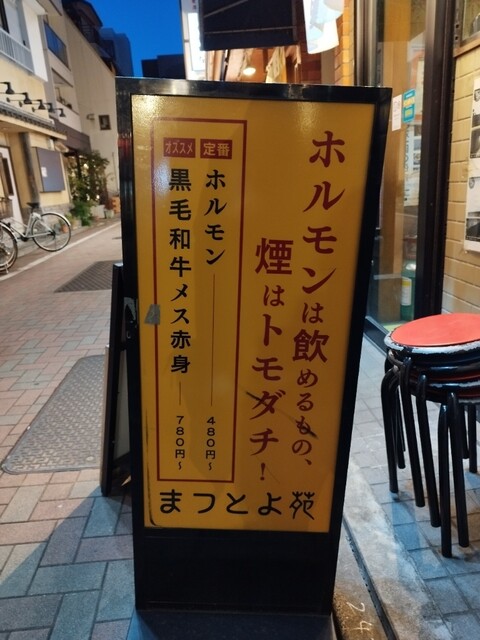 ホルモンは飲めるもの、
煙はトモダチ！
定番
ホルモン 480円〜
オススメ
黒毛和牛メス赤身 780円〜
まつとよ苑
24